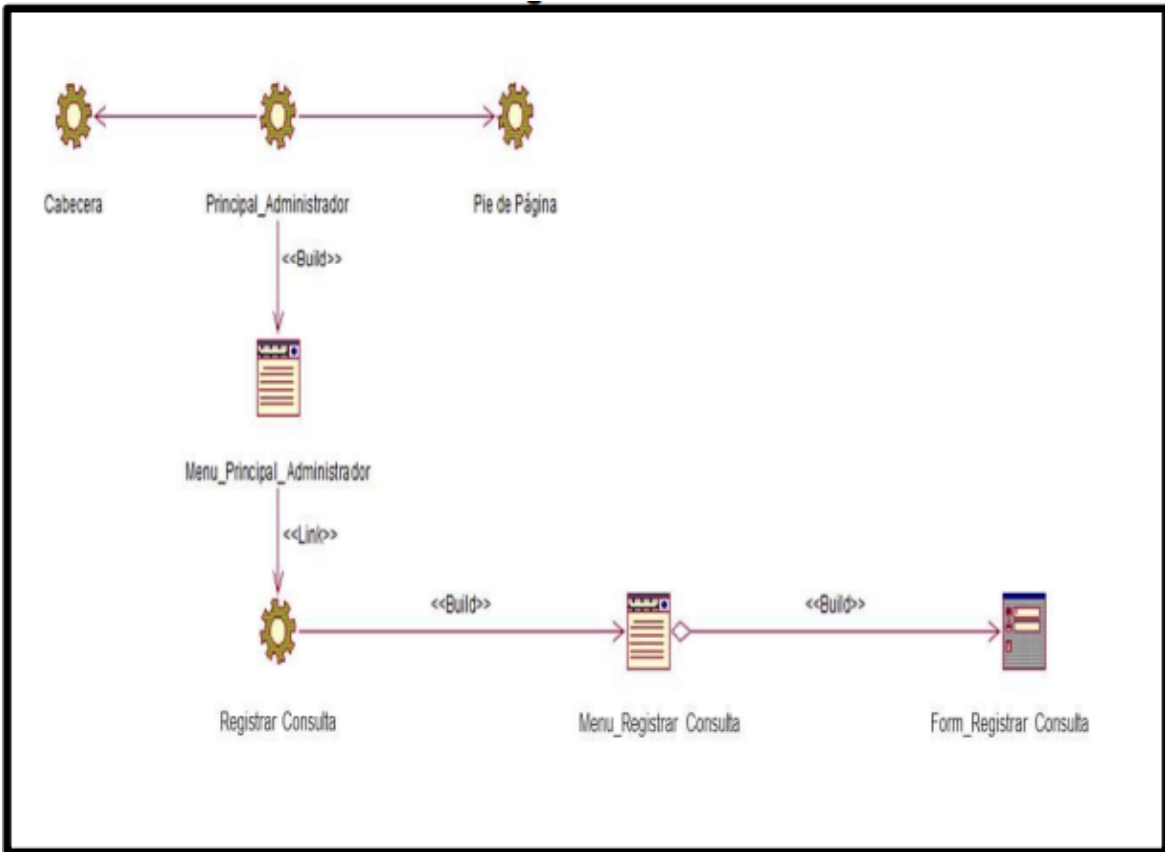 Cabecera
Principal_Administrador
Pie de Página
<<Build>>
Menu_Principal_Administrador
<<Link>>
<<Build>>
<<Build>>
Registrar Consulta
Menu_Registrar Consulta
Form_Registrar Consulta